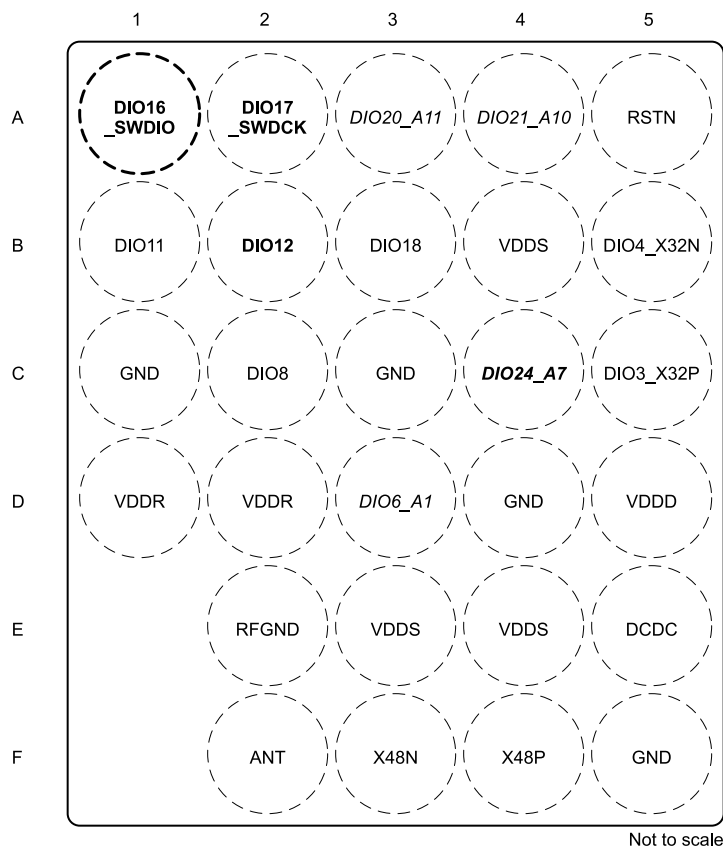 1 2 3 4 5
A
DIO16
_SWDIO
DIO17
_SWDCK
DIO20_A11
DIO21_A10
RSTN
B
DIO11
DIO12
DIO18
VDDS
DIO4_X32N
C
GND
DIO8
GND
DIO24_A7
DIO3_X32P
D
VDDR
VDDR
DIO6_A1
GND
VDDD
E
RFGND
VDDS
VDDS
DCDC
F
ANT
X48N
X48P
GND
Not to scale